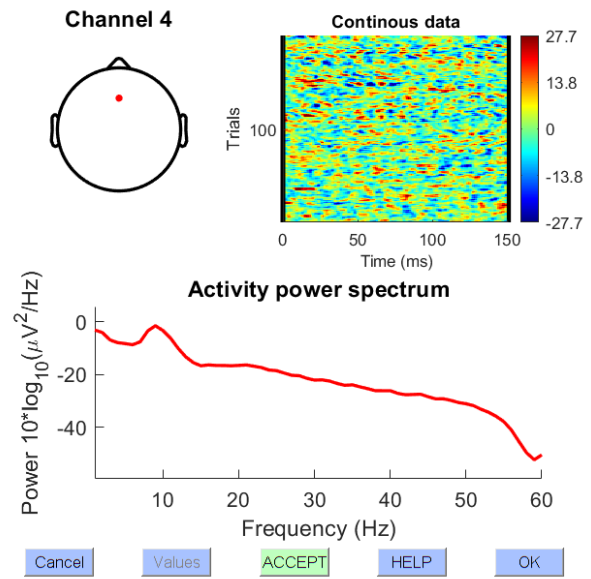 Channel 4
Continous data
Trials
100
27.7
13.8
0
-13.8
-27.7
0 50 100 150
Time (ms)
Activity power spectrum
Power 10*log10(μV2/Hz)
0
-20
-40
10 20 30 40 50 60
Frequency (Hz)
Cancel Values ACCEPT HELP OK